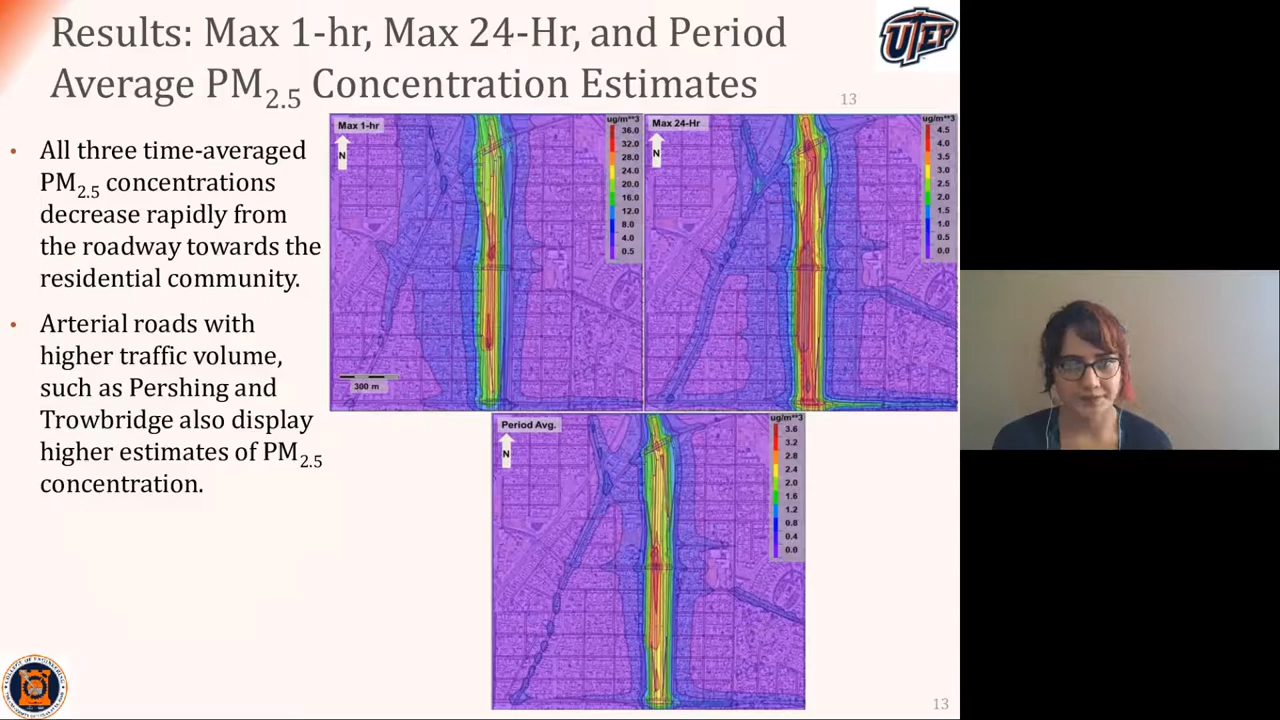 Results: Max 1-hr, Max 24-Hr, and Period
Average PM2.5 Concentration Estimates
UTEP
13
• All three time-averaged
PM2.5 concentrations
decrease rapidly from
the roadway towards the
residential community.
• Arterial roads with
higher traffic volume,
such as Pershing and
Trowbridge also display
higher estimates of PM2.5
concentration.
Max 1-hr
N
ug/m**3
36.0
32.0
28.0
24.0
20.0
16.0
12.0
8.0
4.0
0.5
300 m
Max 24-Hr
N
ug/m**3
4.5
4.0
3.5
3.0
2.5
2.0
1.5
1.0
0.5
0.0
Period Avg.
N
ug/m**3
3.6
3.2
2.8
2.4
2.0
1.6
1.2
0.8
0.4
0.0
COLLEGE OF ENGINEERING
13